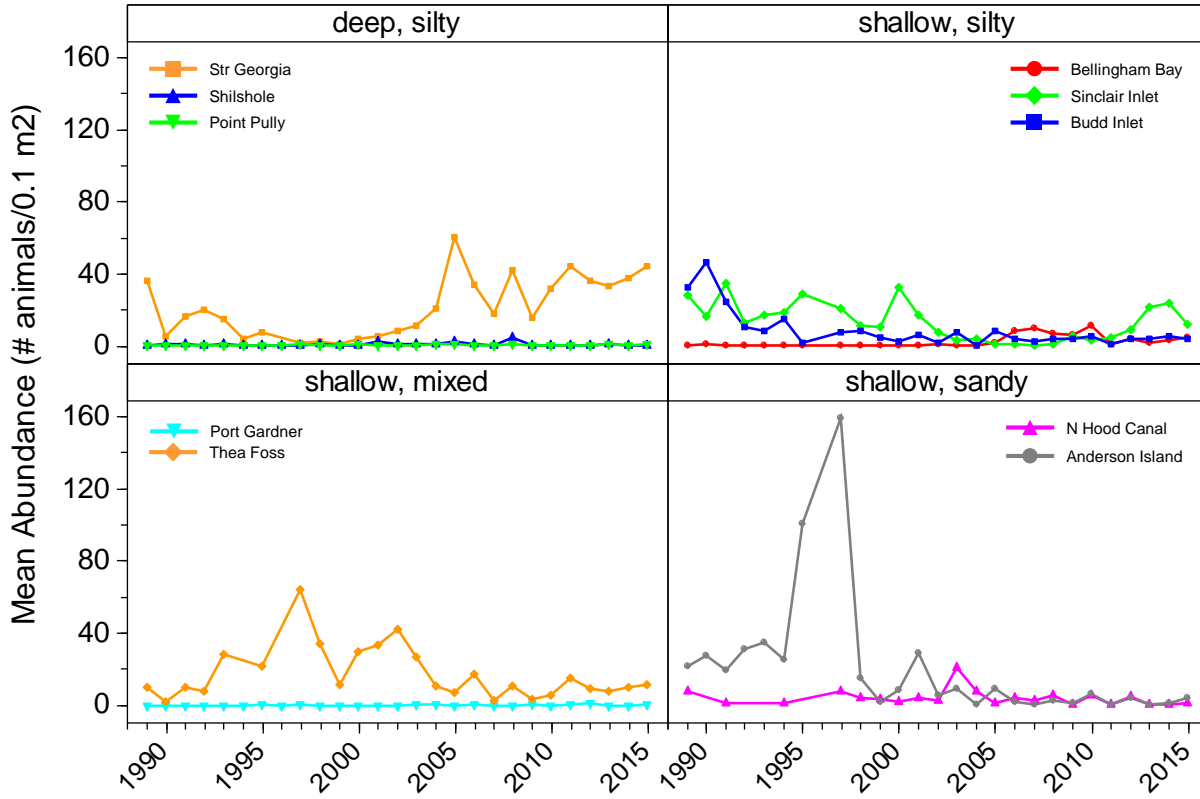 deep, silty
shallow, silty
Mean Abundance (# animals/0.1 m2)
160
120
80
40
0
Str Georgia
Shilshole
Point Pully
Bellingham Bay
Sinclair Inlet
Budd Inlet
shallow, mixed
shallow, sandy
160
120
80
40
0
Port Gardner
Thea Foss
N Hood Canal
Anderson Island
1990
1995
2000
2005
2010
2015
1990
1995
2000
2005
2010
2015